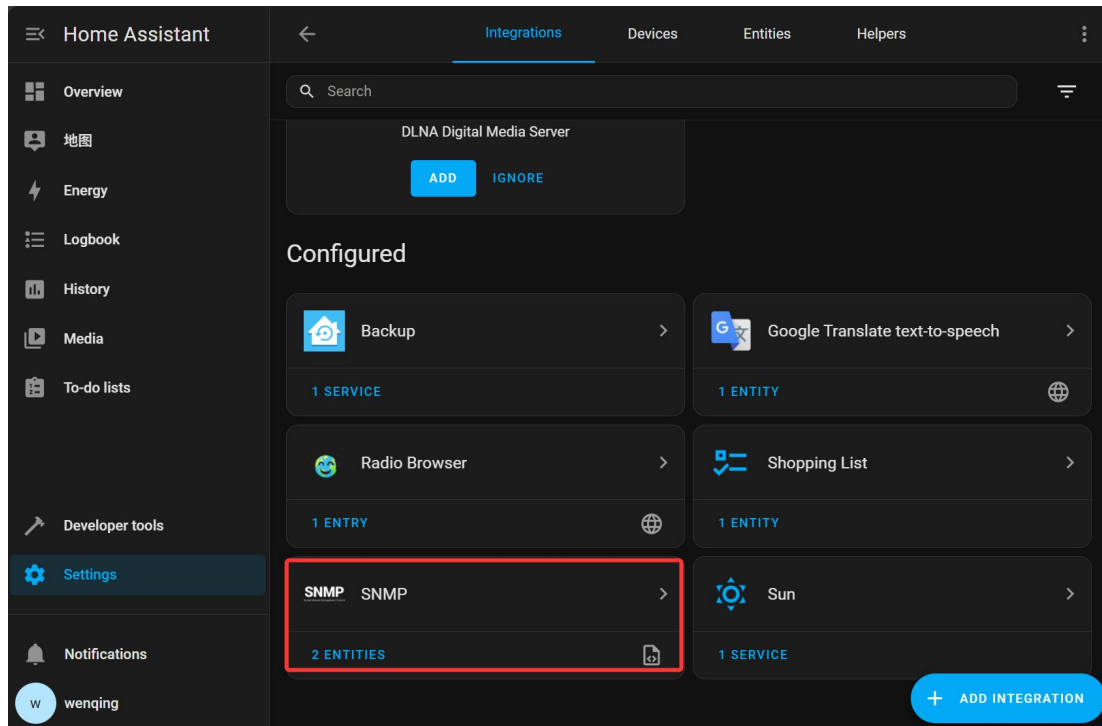 Home Assistant
Overview
地图
Energy
Logbook
History
Media
To-do lists
Developer tools
Settings
Notifications
w wenqing
Integrations Devices Entities Helpers
Search
DLNA Digital Media Server
ADD IGNORE
Configured
Backup
1 SERVICE
Google Translate text-to-speech
1 ENTITY
Radio Browser
1 ENTRY
Shopping List
1 ENTITY
SNMP SNMP
2 ENTITIES
Sun
1 SERVICE
+ ADD INTEGRATION